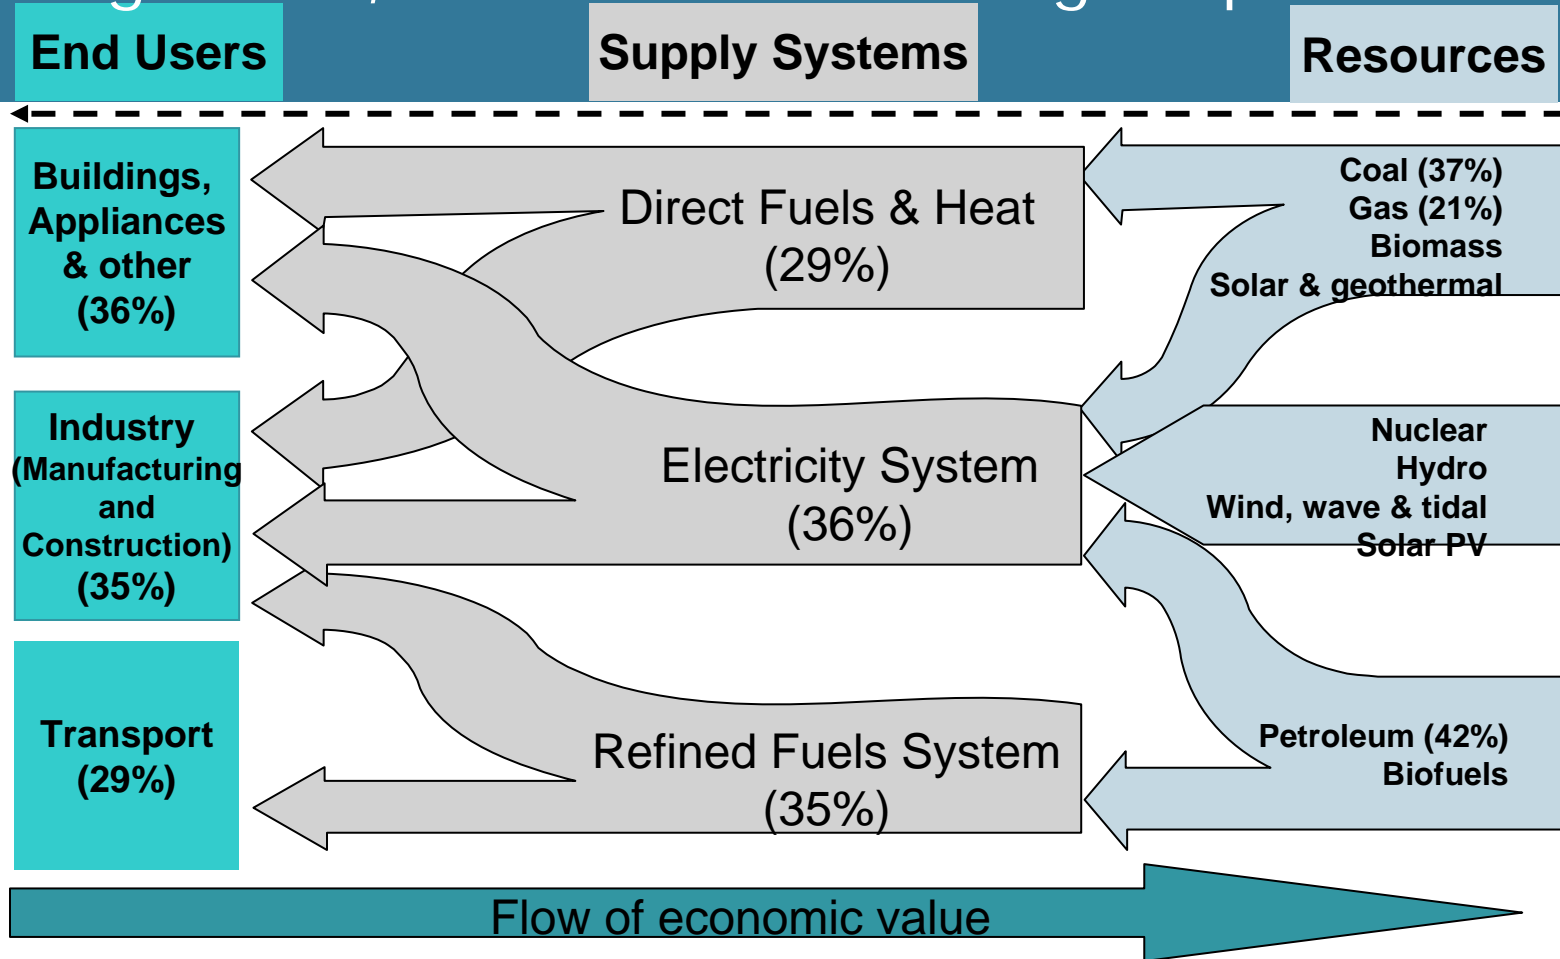 End Users
Supply Systems
Resources
Buildings,
Appliances
& other
(36%)
Direct Fuels & Heat
(29%)
Coal (37%)
Gas (21%)
Biomass
Solar & geothermal
Industry
(Manufacturing
and
Construction)
(35%)
Electricity System
(36%)
Nuclear
Hydro
Wind, wave & tidal
Solar PV
Transport
(29%)
Refined Fuels System
(35%)
Petroleum (42%)
Biofuels
Flow of economic value